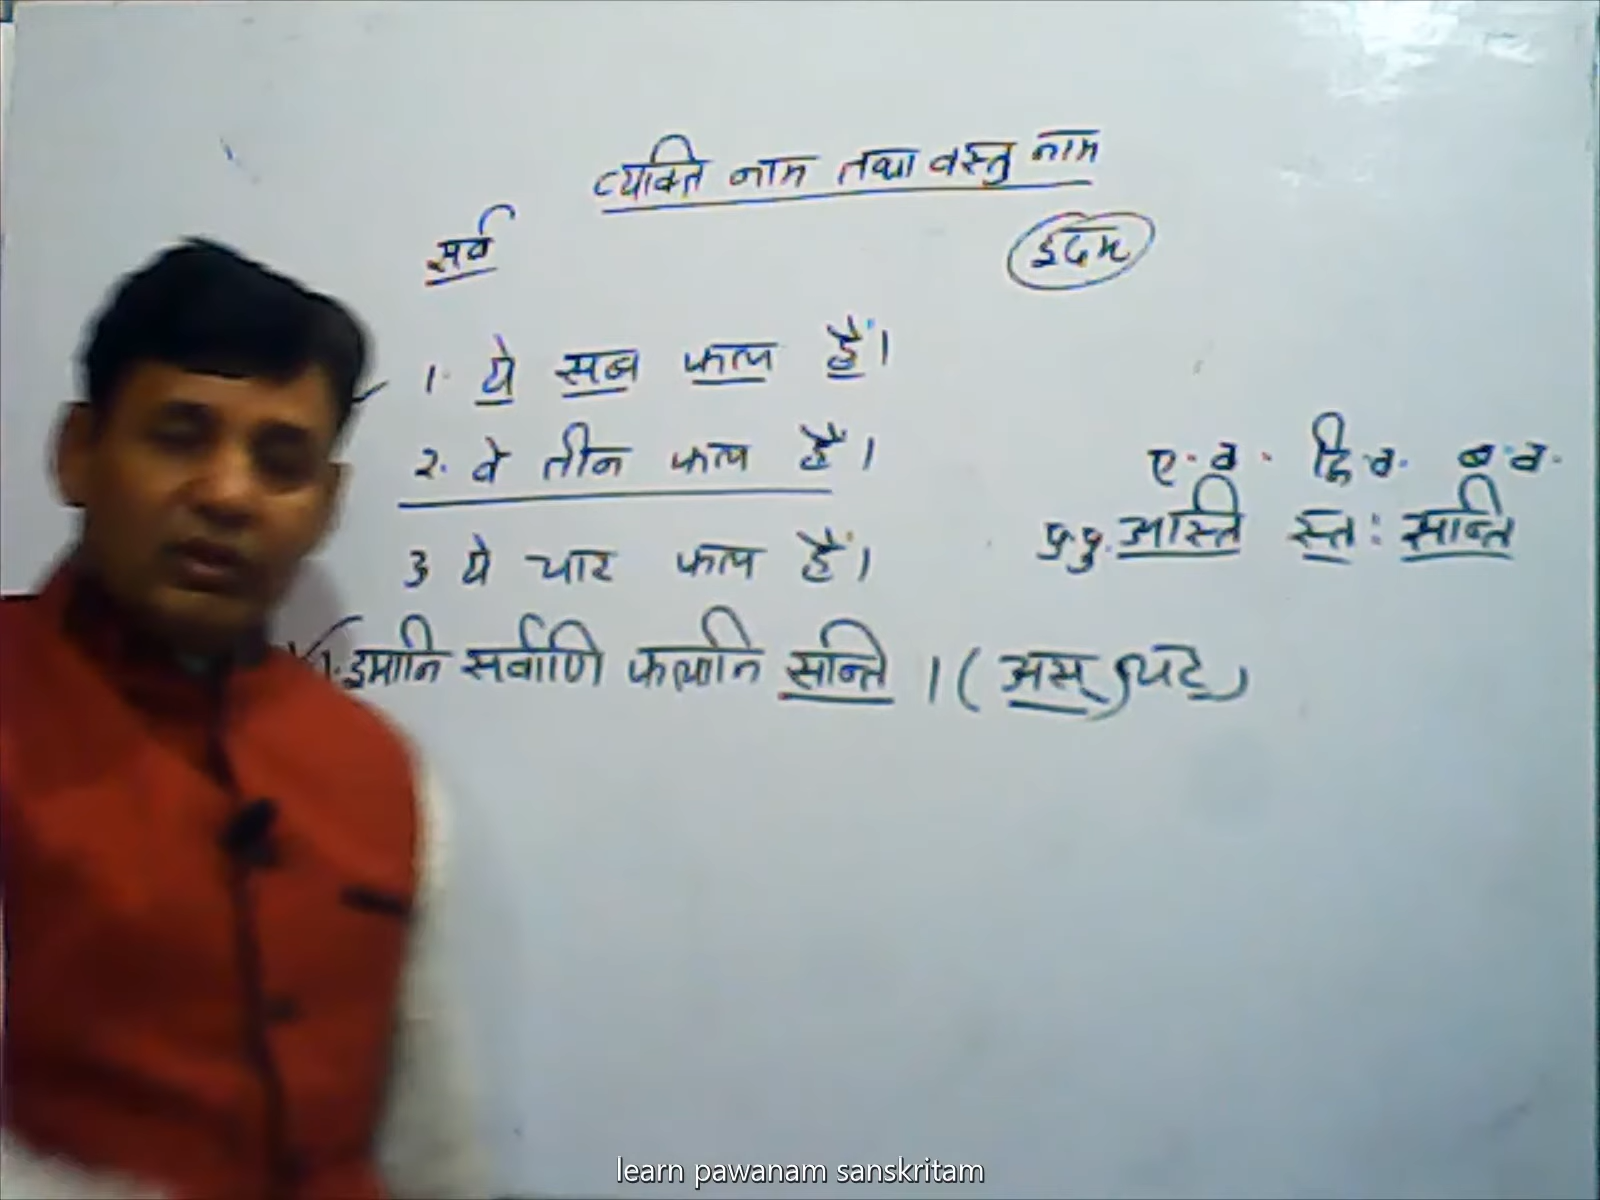 व्यक्ति नाम तथा वस्तु नाम
सर्व
इदम
1. ये सब फल हैं।
2. वे तीन फल हैं।
3 ये चार फल हैं।
ए.व. द्वि.व. ब.व.
प्र.पु. अस्ति स्तः सन्ति
1. इमानि सर्वाणि फलानि सन्ति । (अस्
learn pawanam sanskritam